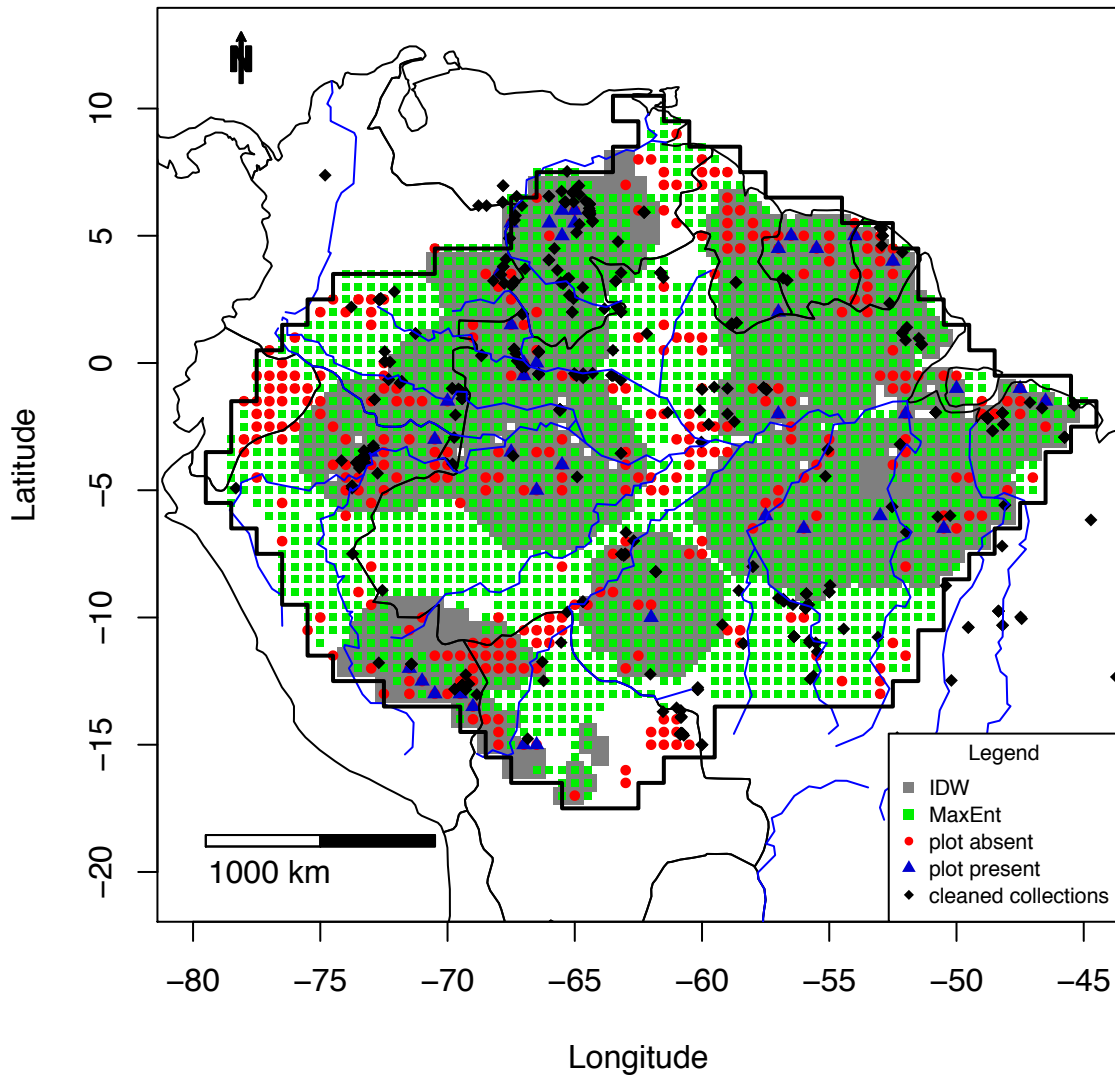 N
10
5
0
−5
−10
−15
−20
Latitude
1000 km
Legend
IDW
MaxEnt
plot absent
plot present
cleaned collections
−80
−75
−70
−65
−60
−55
−50
−45
Longitude